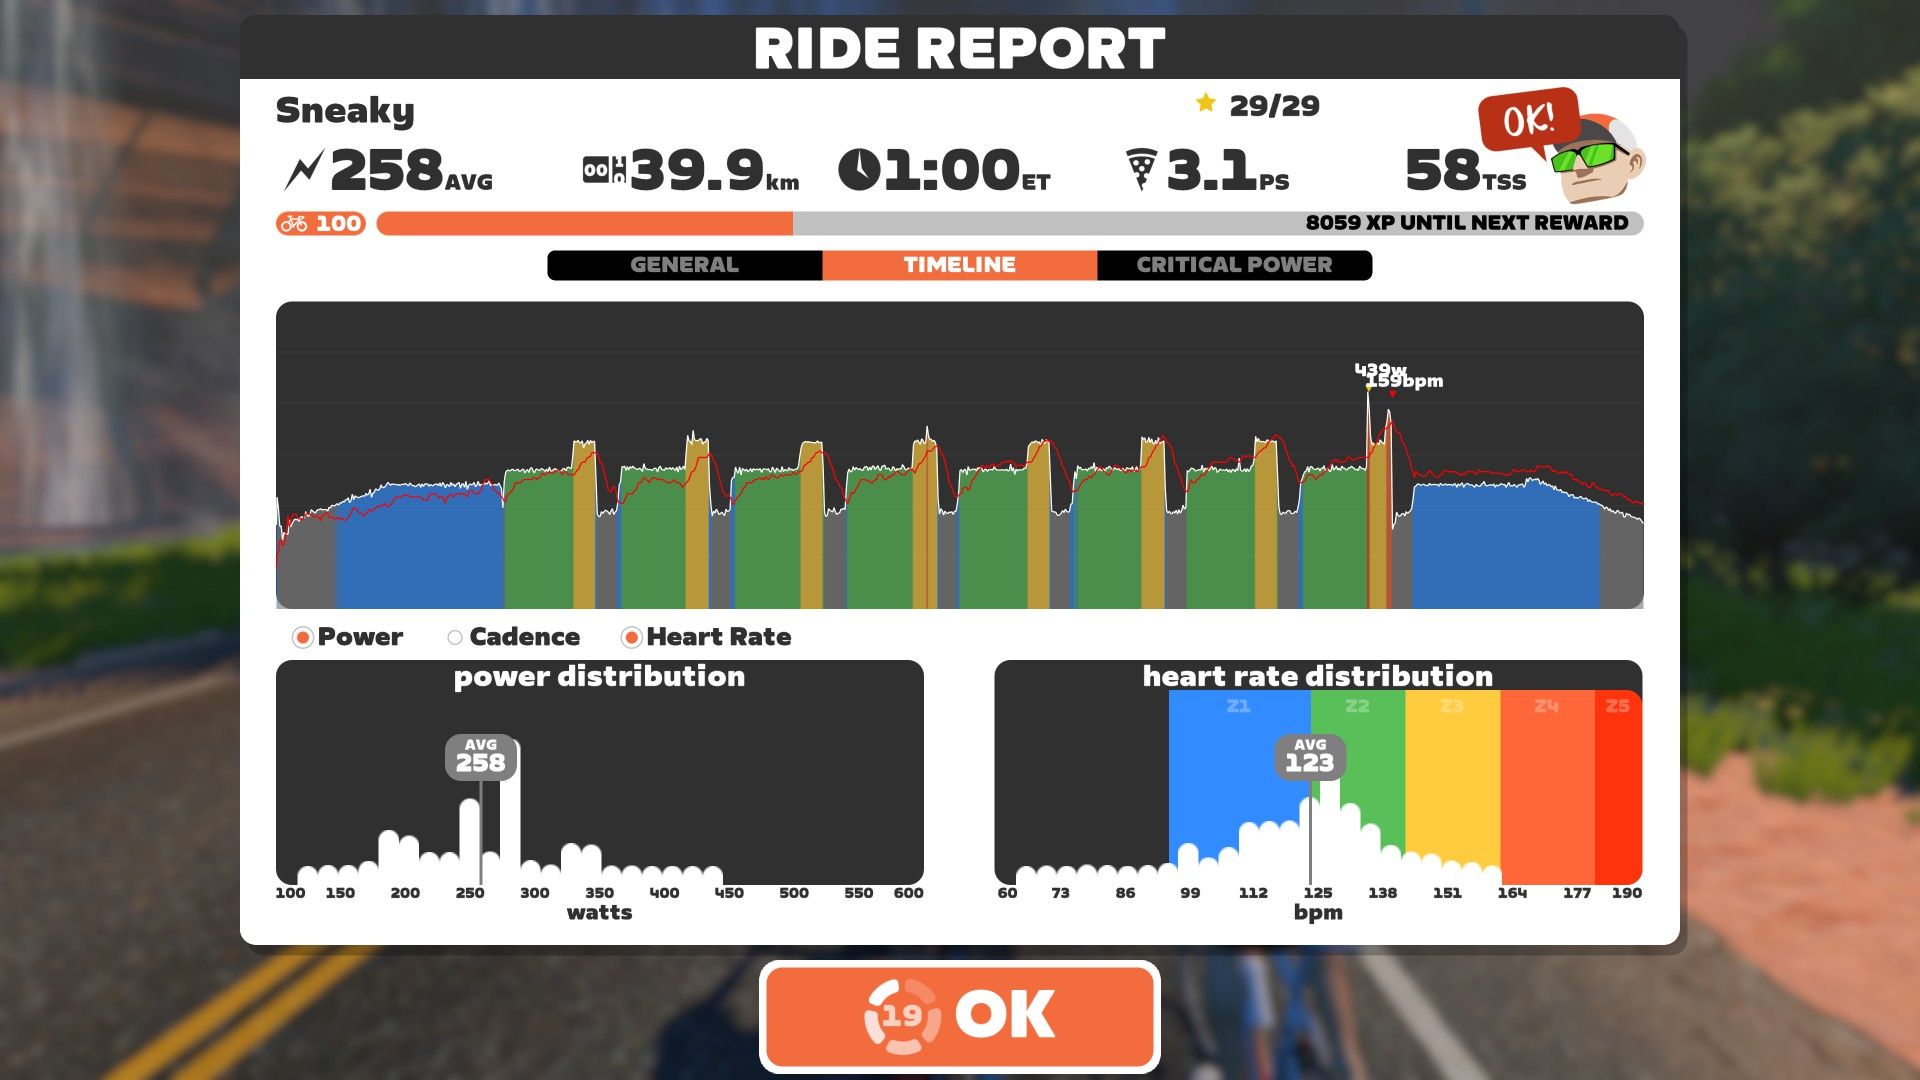 RIDE REPORT
Sneaky
29/29
OK!
258AVG
39.9km
1:00ET
3.1PS
58TSS
100
8059 XP UNTIL NEXT REWARD
GENERAL TIMELINE CRITICAL POWER
439w
159bpm
Power Cadence Heart Rate
power distribution
AVG
258
100 150 200 250 300 350 400 450 500 550 600
watts
heart rate distribution
Z1 Z2 Z3 Z4 Z5
AVG
123
60 73 86 99 112 125 138 151 164 177 190
bpm
19 OK